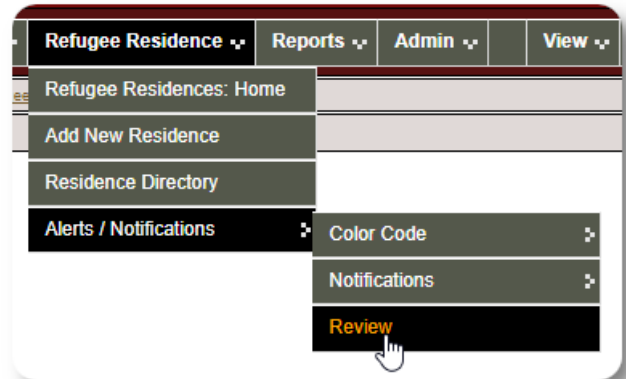 Refugee Residence Reports Admin View
Refugee Residences: Home
Add New Residence
Residence Directory
Alerts / Notifications
Color Code
Notifications
Review